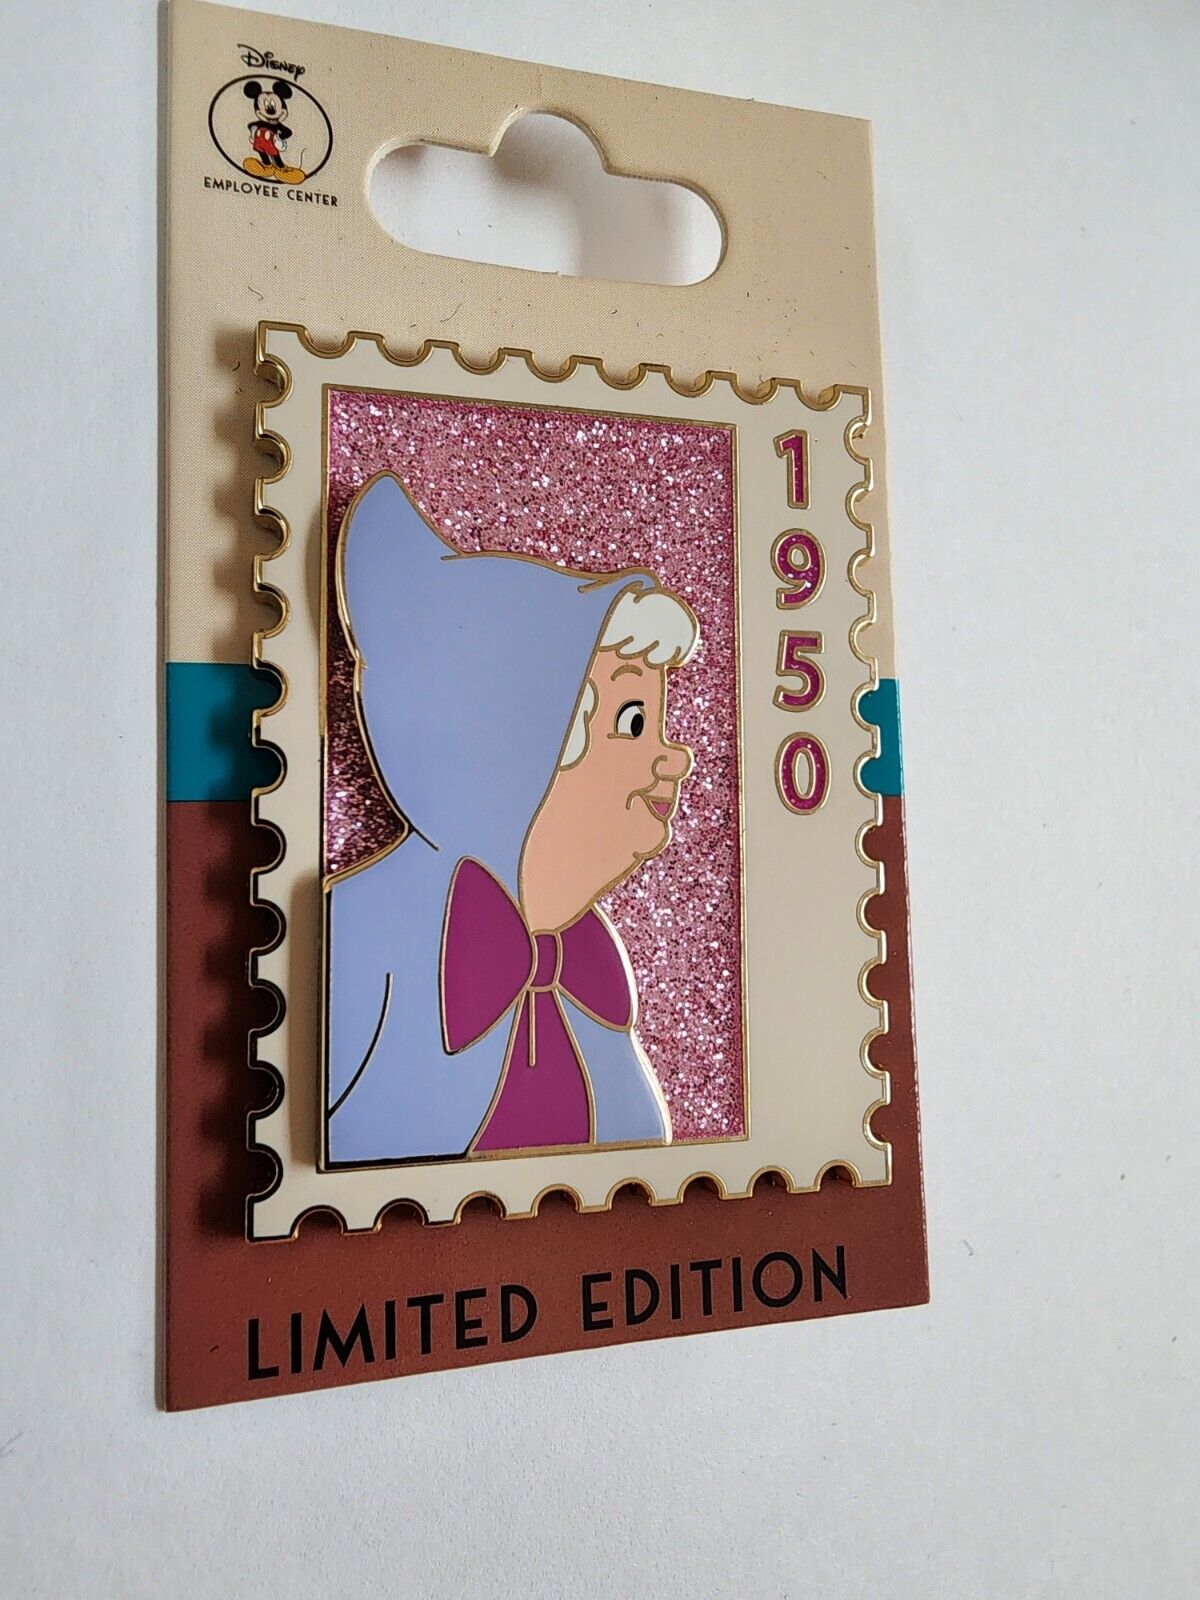 Disney
EMPLOYEE CENTER
1950
LIMITED EDITION